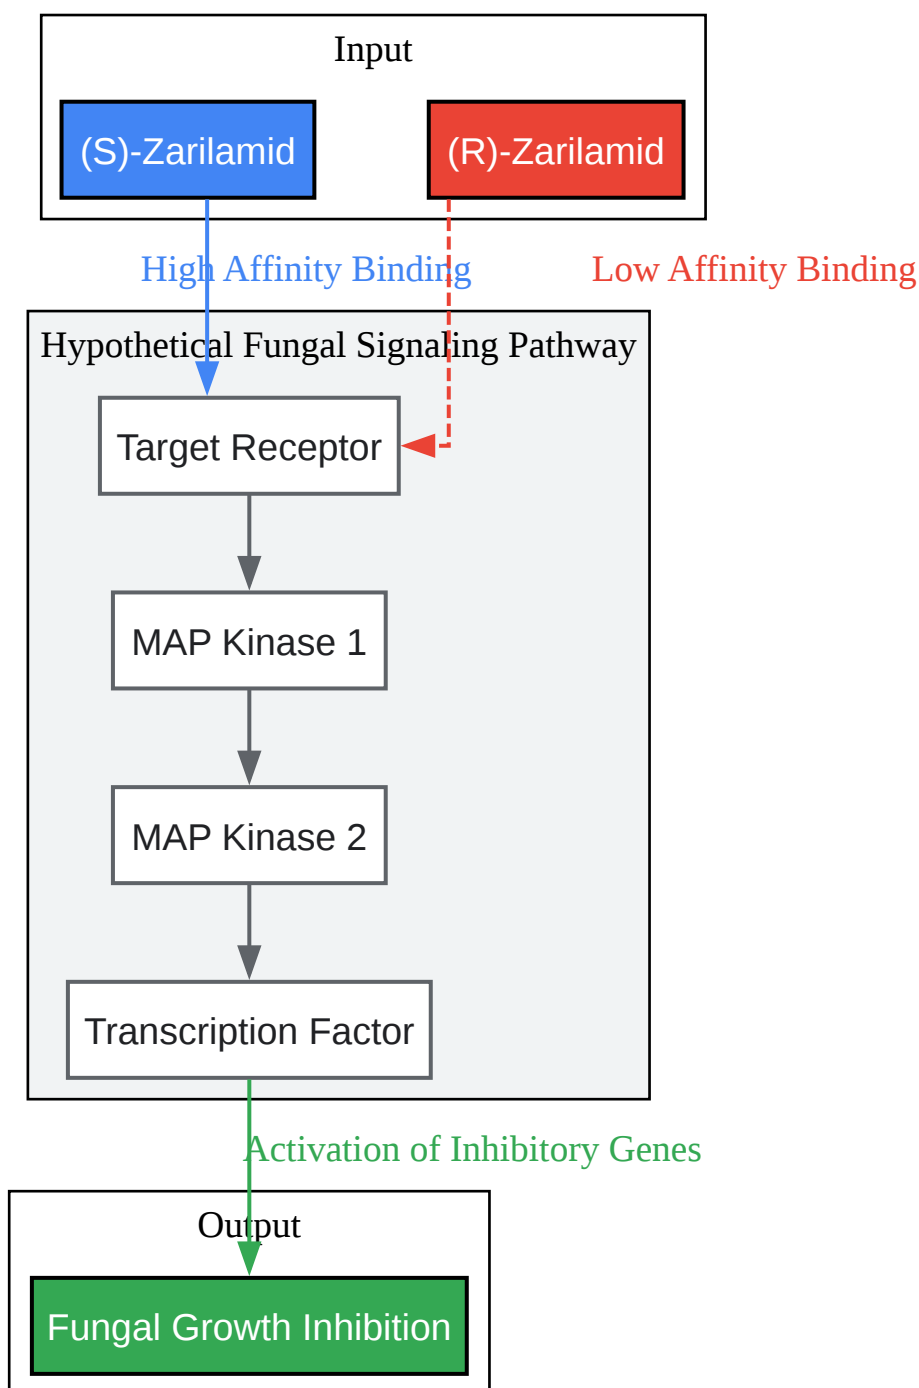 Input
(S)-Zarilamid
(R)-Zarilamid
High Affinity Binding
Low Affinity Binding
Hypothetical Fungal Signaling Pathway
Target Receptor
MAP Kinase 1
MAP Kinase 2
Transcription Factor
Activation of Inhibitory Genes
Output
Fungal Growth Inhibition